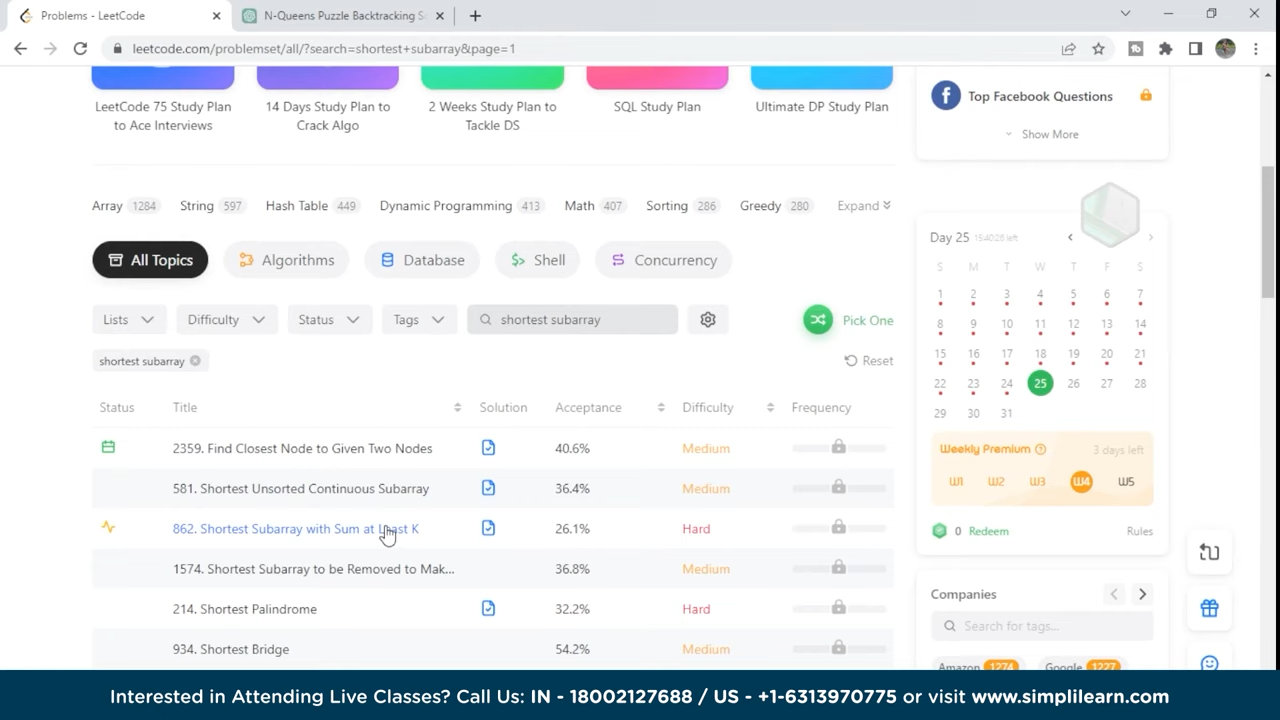 Problems - LeetCode
N-Queens Puzzle Backtracking S
leetcode.com/problemset/all/?search=shortest+subarray&page=1
LeetCode 75 Study Plan
to Ace Interviews
14 Days Study Plan to
Crack Algo
2 Weeks Study Plan to
Tackle DS
SQL Study Plan
Ultimate DP Study Plan
Top Facebook Questions
Show More
Array 1284 String 597 Hash Table 449 Dynamic Programming 413 Math 407 Sorting 286 Greedy 280 Expand
All Topics Algorithms Database Shell Concurrency
Lists Difficulty Status Tags shortest subarray Pick One
shortest subarray Reset
Status Title Solution Acceptance Difficulty Frequency
2359. Find Closest Node to Given Two Nodes 40.6% Medium
581. Shortest Unsorted Continuous Subarray 36.4% Medium
862. Shortest Subarray with Sum at Least K 26.1% Hard
1574. Shortest Subarray to be Removed to Mak... 36.8% Medium
214. Shortest Palindrome 32.2% Hard
934. Shortest Bridge 54.2% Medium
Day 25 15:40:26 left
S M T W T F S
1 2 3 4 5 6 7
8 9 10 11 12 13 14
15 16 17 18 19 20 21
22 23 24 25 26 27 28
29 30 31
Weekly Premium 3 days left
W1 W2 W3 W4 W5
0 Redeem Rules
Companies
Search for tags...
Amazon 1274 Google 1227
Interested in Attending Live Classes? Call Us: IN - 18002127688 / US - +1-6313970775 or visit www.simplilearn.com